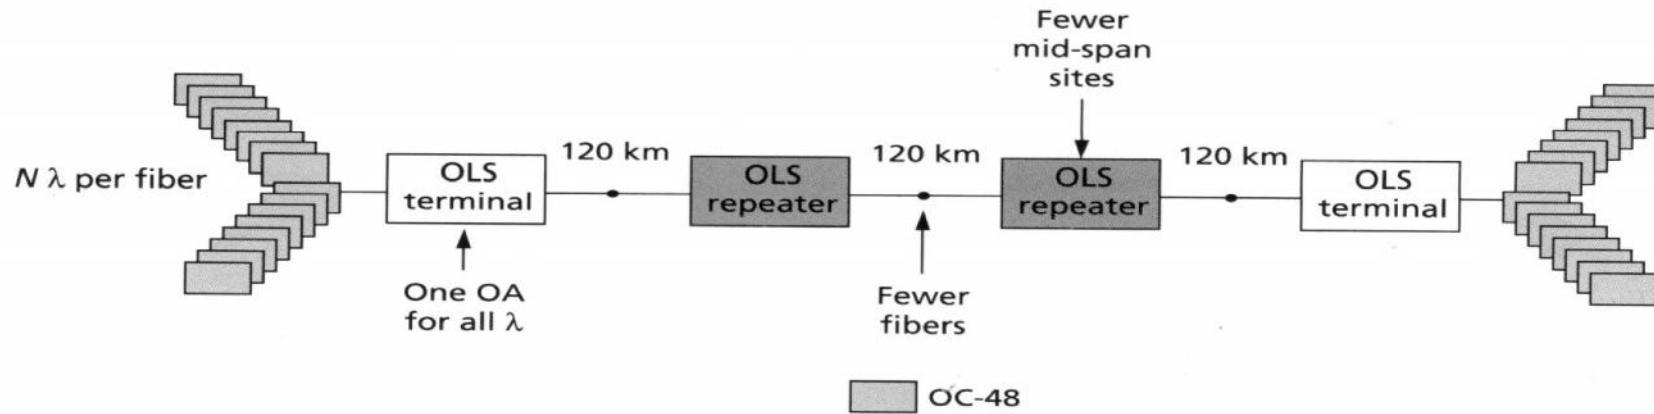 Fewer
mid-span
sites
120 km
120 km
120 km
N λ per fiber
OLS
terminal
OLS
repeater
OLS
repeater
OLS
terminal
One OA
for all λ
Fewer
fibers
OC-48